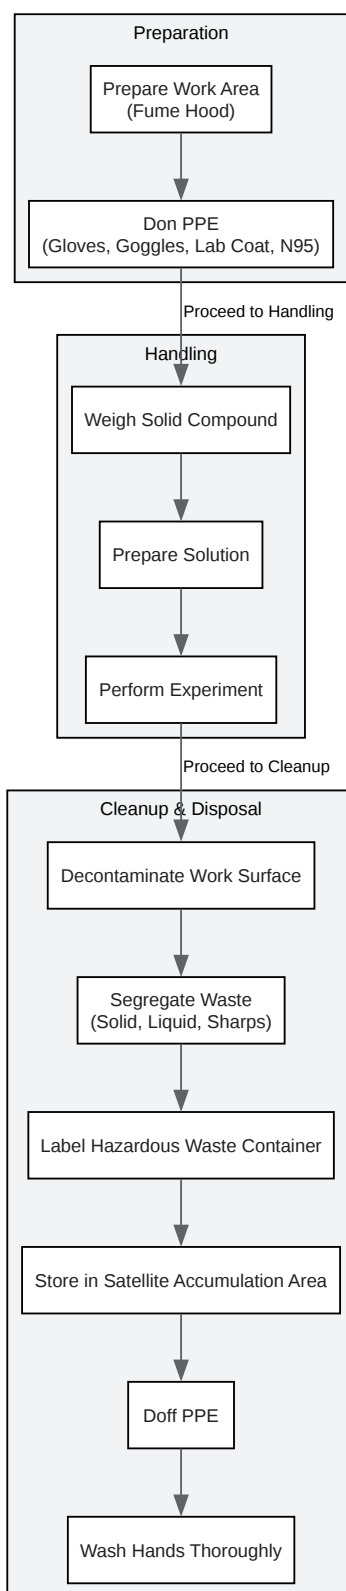 Preparation
Prepare Work Area
(Fume Hood)
Don PPE
(Gloves, Goggles, Lab Coat, N95)
Proceed to Handling
Handling
Weigh Solid Compound
Prepare Solution
Perform Experiment
Proceed to Cleanup
Cleanup & Disposal
Decontaminate Work Surface
Segregate Waste
(Solid, Liquid, Sharps)
Label Hazardous Waste Container
Store in Satellite Accumulation Area
Doff PPE
Wash Hands Thoroughly